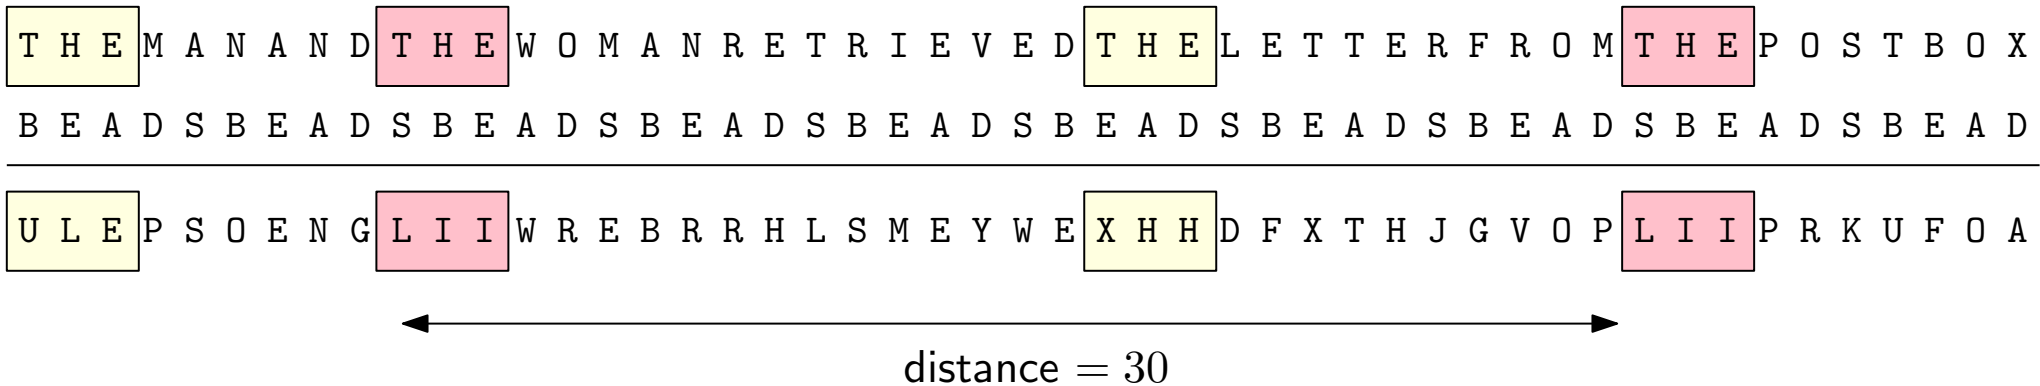 T H E M A N A N D T H E W O M A N R E T R I E V E D T H E L E T T E R F R O M T H E P O S T B O X
B E A D S B E A D S B E A D S B E A D S B E A D S B E A D S B E A D S B E A D S B E A D S B E A D
U L E P S O E N G L I I W R E B R R H L S M E Y W E X H H D F X T H J G V O P L I I P R K U F O A
distance = 30